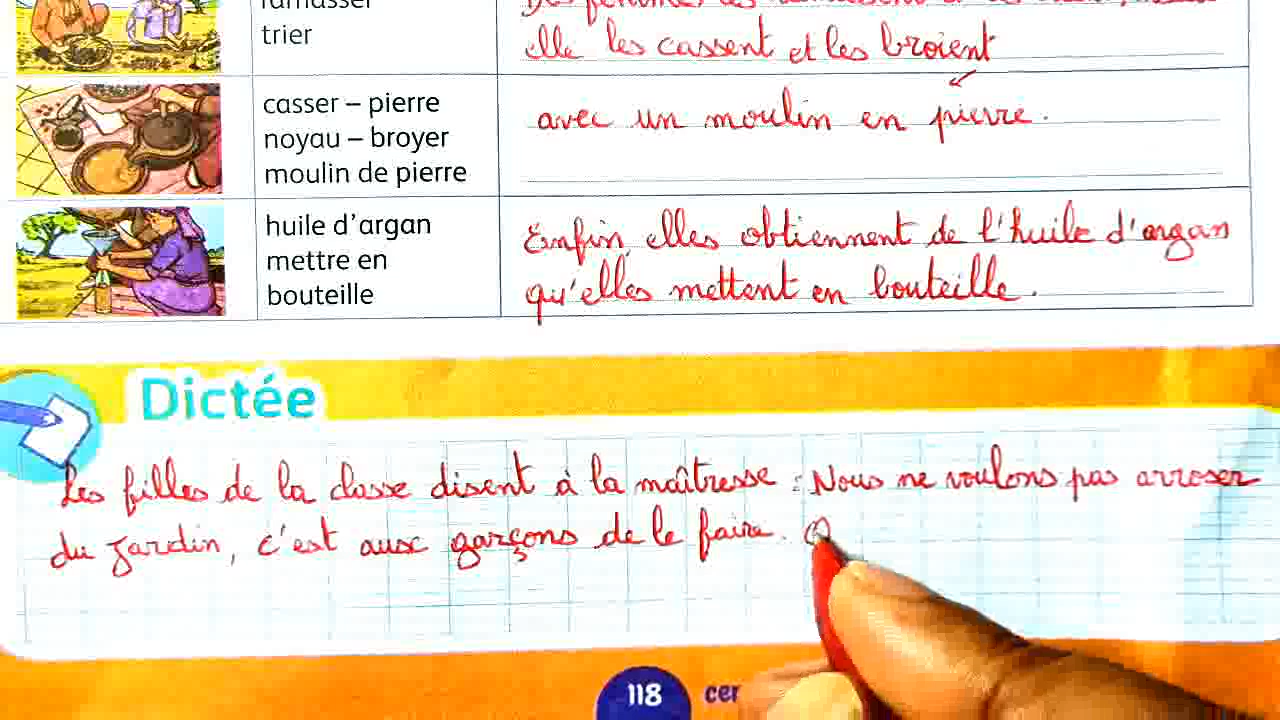 ramasser
trier
elle les cassent et les broient
casser – pierre
noyau – broyer
moulin de pierre
avec un moulin en pierre.
huile d'argan
mettre en
bouteille
Enfin, elles obtiennent de l'huile d'argan
qu'elles mettent en bouteille.
Dictée
Les filles de la classe disent à la maîtresse : Nous ne voulons pas arroser
du jardin, c'est aux garçons de le faire.
118